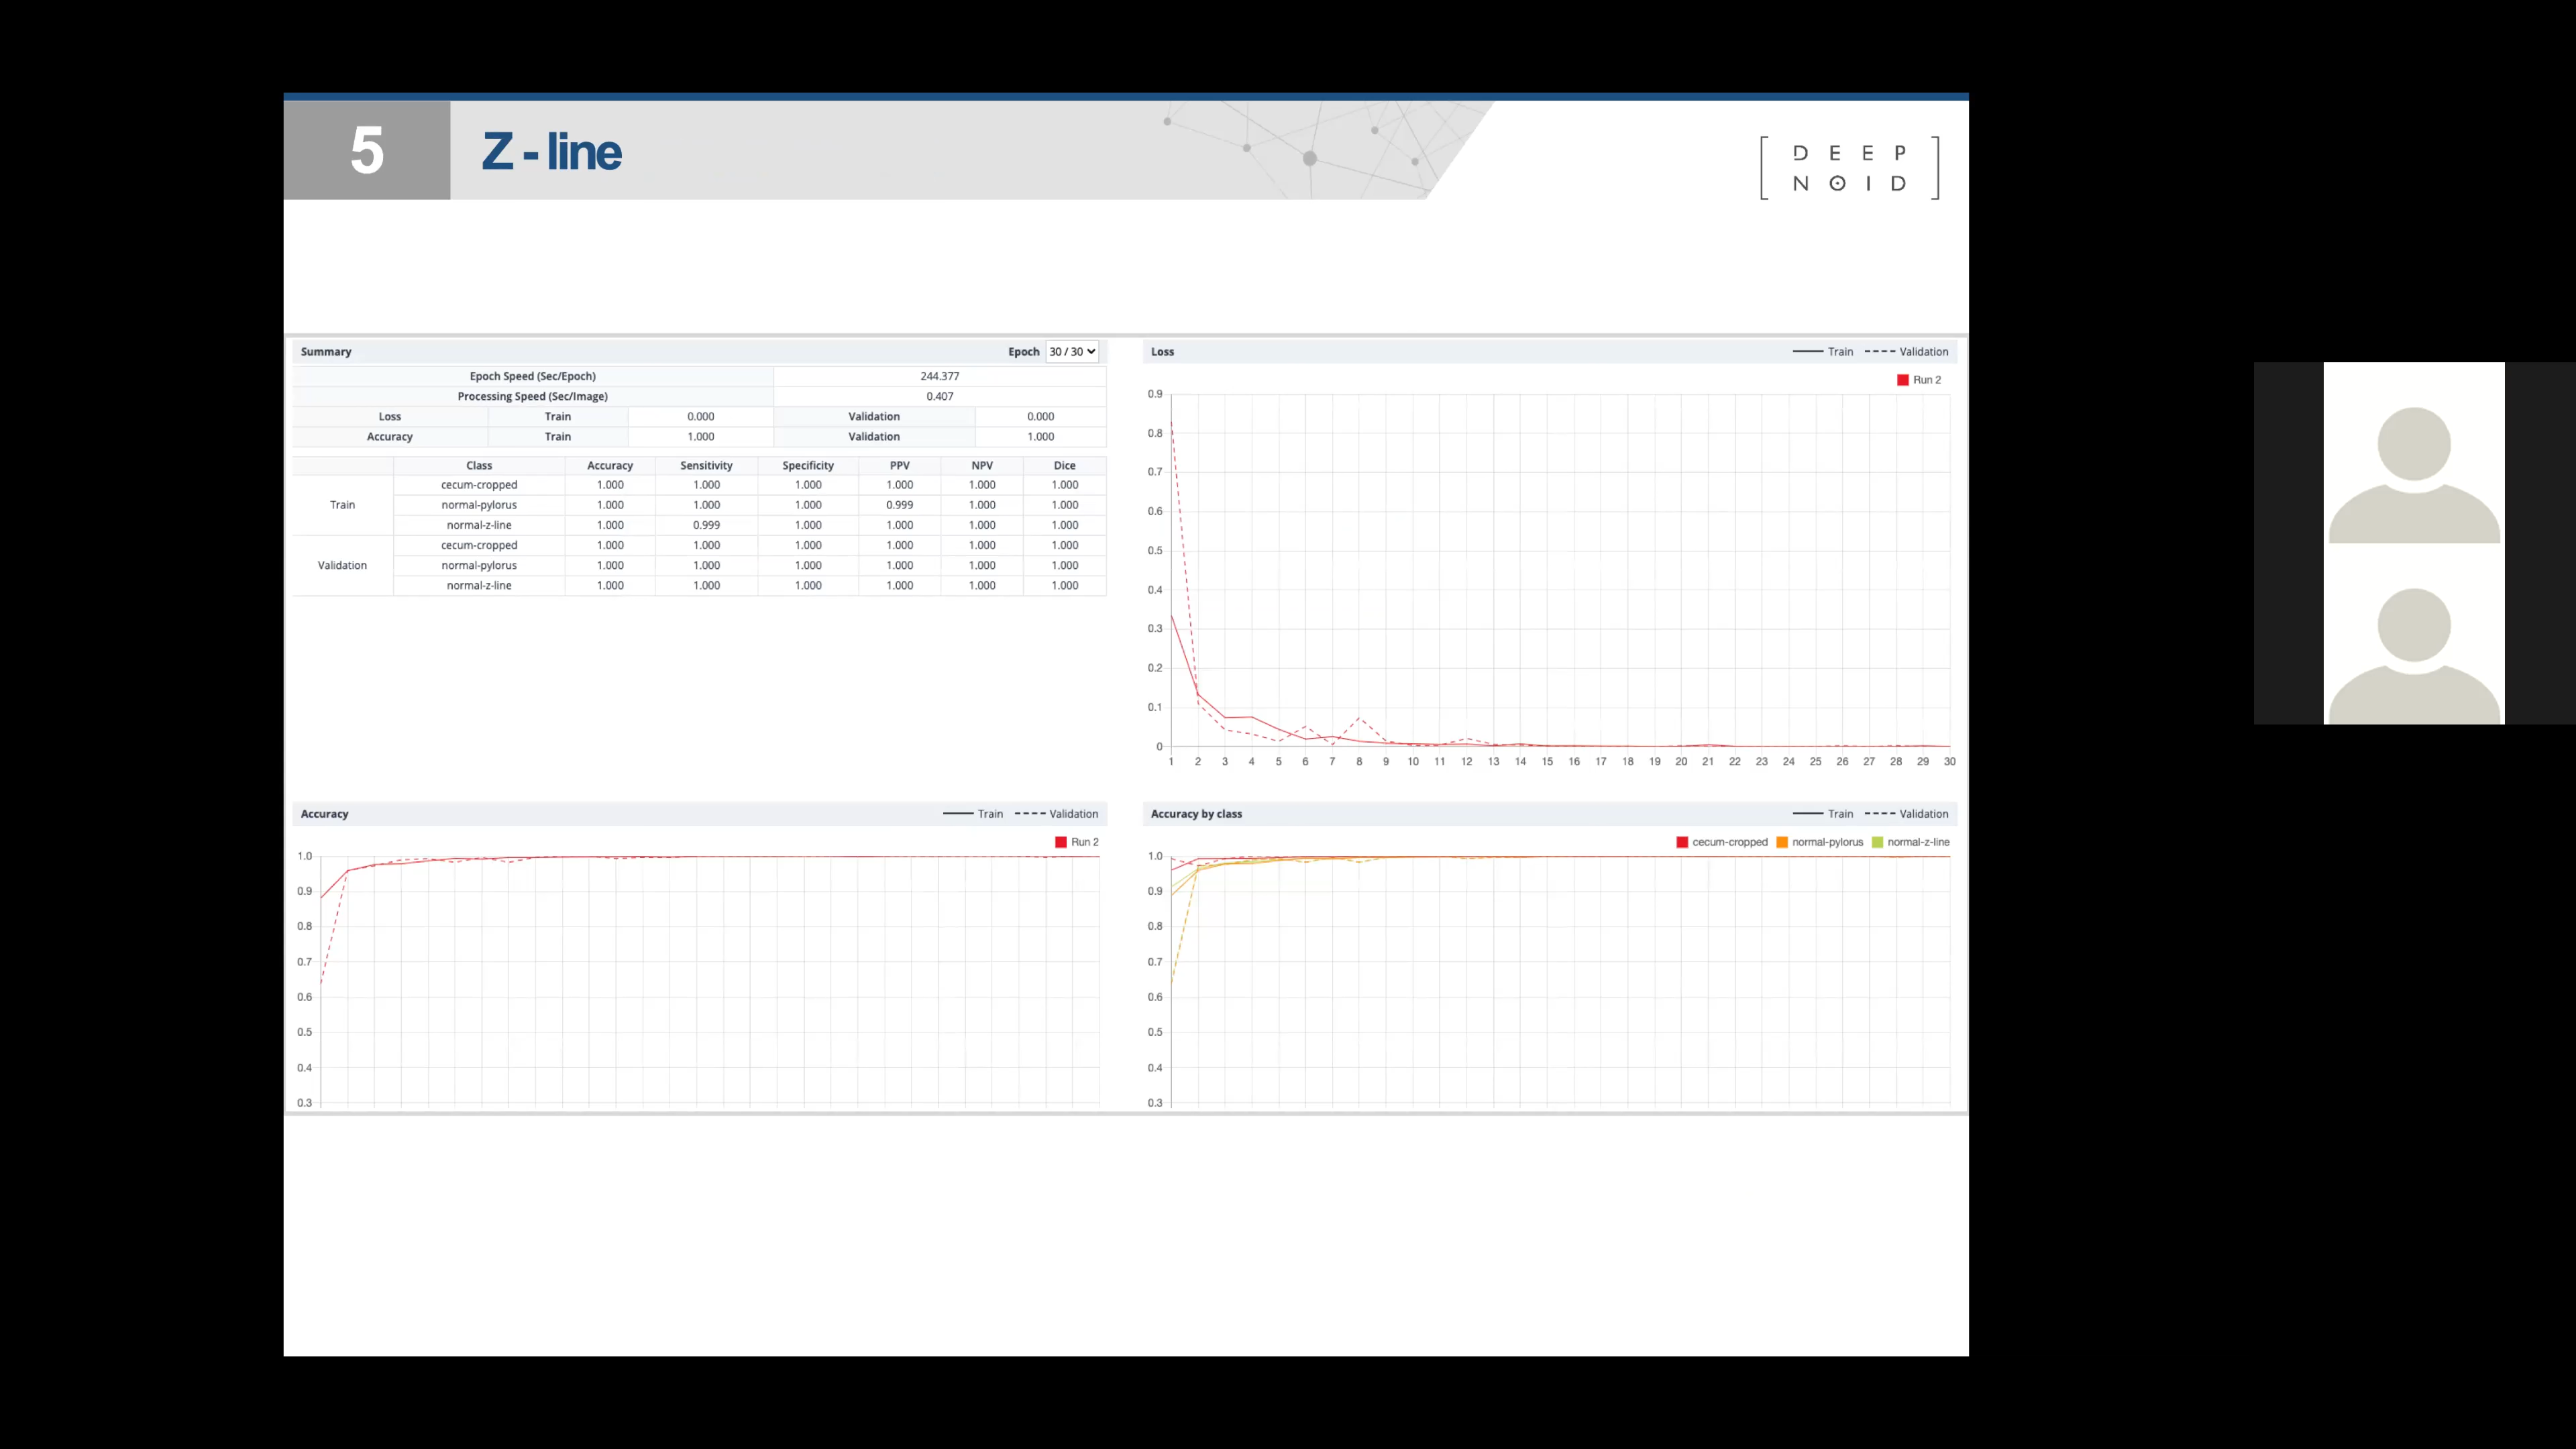 5 Z - line
DEEP
NOID
Summary Epoch 30 / 30
Epoch Speed (Sec/Epoch) 244.377
Processing Speed (Sec/Image) 0.407
Loss Train 0.000 Validation 0.000
Accuracy Train 1.000 Validation 1.000
Class Accuracy Sensitivity Specificity PPV NPV Dice
cecum-cropped 1.000 1.000 1.000 1.000 1.000 1.000
Train normal-pylorus 1.000 1.000 1.000 0.999 1.000 1.000
normal-z-line 1.000 0.999 1.000 1.000 1.000 1.000
cecum-cropped 1.000 1.000 1.000 1.000 1.000 1.000
Validation normal-pylorus 1.000 1.000 1.000 1.000 1.000 1.000
normal-z-line 1.000 1.000 1.000 1.000 1.000 1.000
Loss Train Validation
Run 2
0.9
0.8
0.7
0.6
0.5
0.4
0.3
0.2
0.1
0
1 2 3 4 5 6 7 8 9 10 11 12 13 14 15 16 17 18 19 20 21 22 23 24 25 26 27 28 29 30
Accuracy Train Validation
Run 2
1.0
0.9
0.8
0.7
0.6
0.5
0.4
0.3
Accuracy by class Train Validation
cecum-cropped normal-pylorus normal-z-line
1.0
0.9
0.8
0.7
0.6
0.5
0.4
0.3